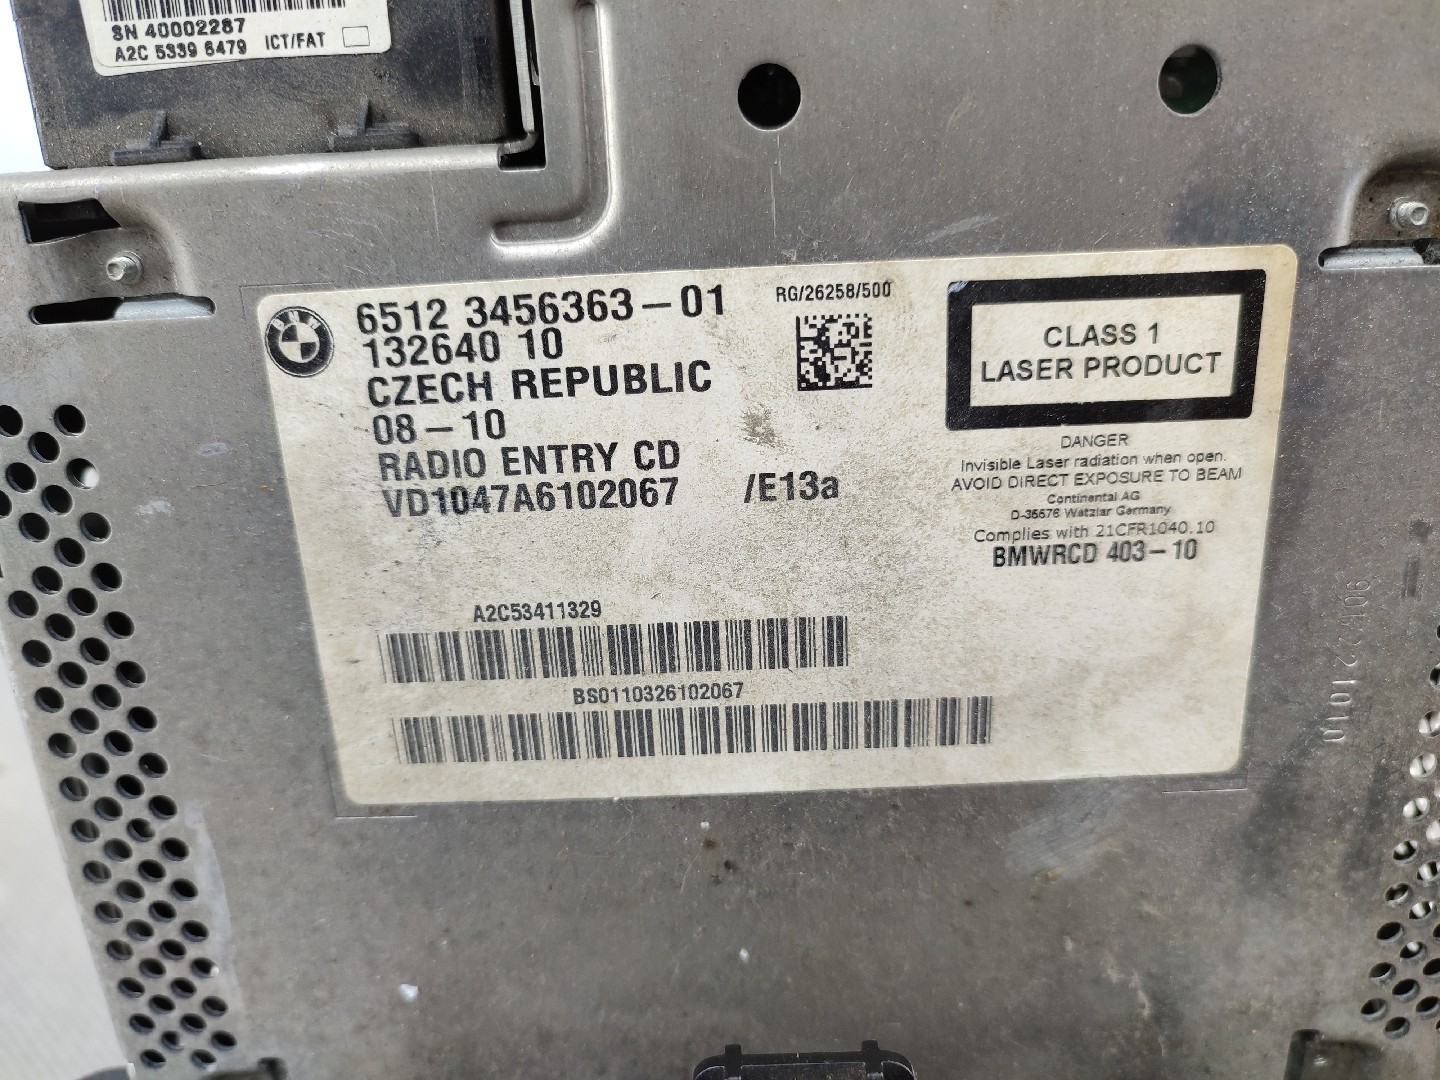 SN 40002287
A2C 5339 6479 ICT/FAT
BMW
6512 3456363-01
132640 10
CZECH REPUBLIC
08-10
RADIO ENTRY CD
VD1047A6102067 /E13a
RG/26258/500
CLASS 1
LASER PRODUCT
DANGER
Invisible Laser radiation when open.
AVOID DIRECT EXPOSURE TO BEAM
Continental AG
D-35576 Wetzlar Germany
Complies with 21CFR1040.10
BMWRCD 403-10
A2C53411329
BS0110326102067